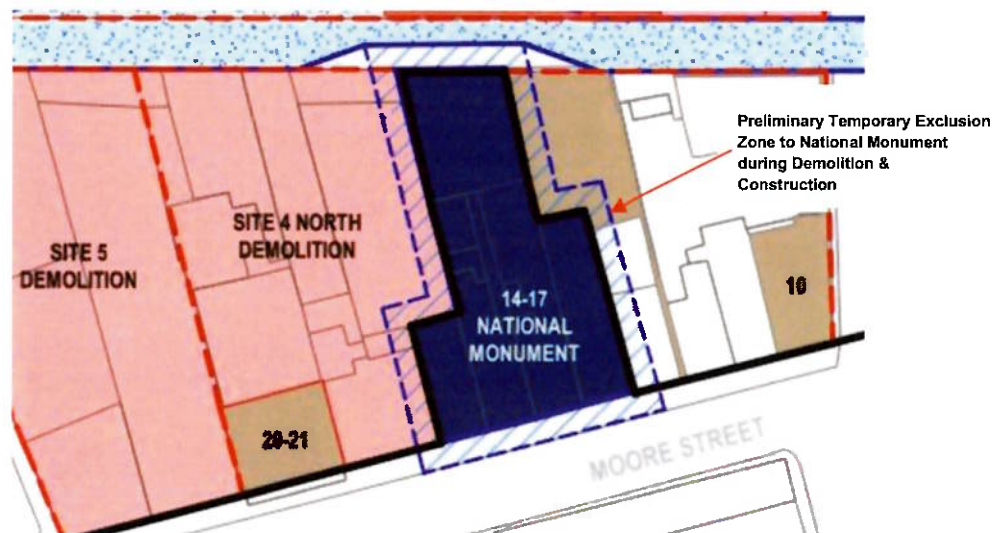 Preliminary Temporary Exclusion
Zone to National Monument
during Demolition &
Construction
SITE 5
DEMOLITION
SITE 4 NORTH
DEMOLITION
14-17
NATIONAL
MONUMENT
10
20-21
MOORE STREET